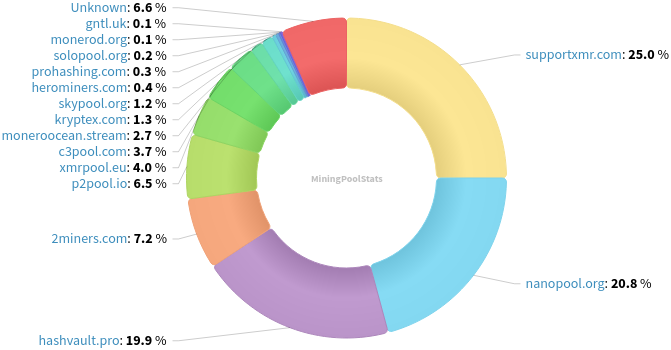 Unknown: 6.6 %
gntl.uk: 0.1 %
monerod.org: 0.1 %
solopool.org: 0.2 %
prohashing.com: 0.3 %
herominers.com: 0.4 %
skypool.org: 1.2 %
kryptex.com: 1.3 %
moneroocean.stream: 2.7 %
c3pool.com: 3.7 %
xmrpool.eu: 4.0 %
p2pool.io: 6.5 %
2miners.com: 7.2 %
hashvault.pro: 19.9 %
MiningPoolStats
supportxmr.com: 25.0 %
nanopool.org: 20.8 %